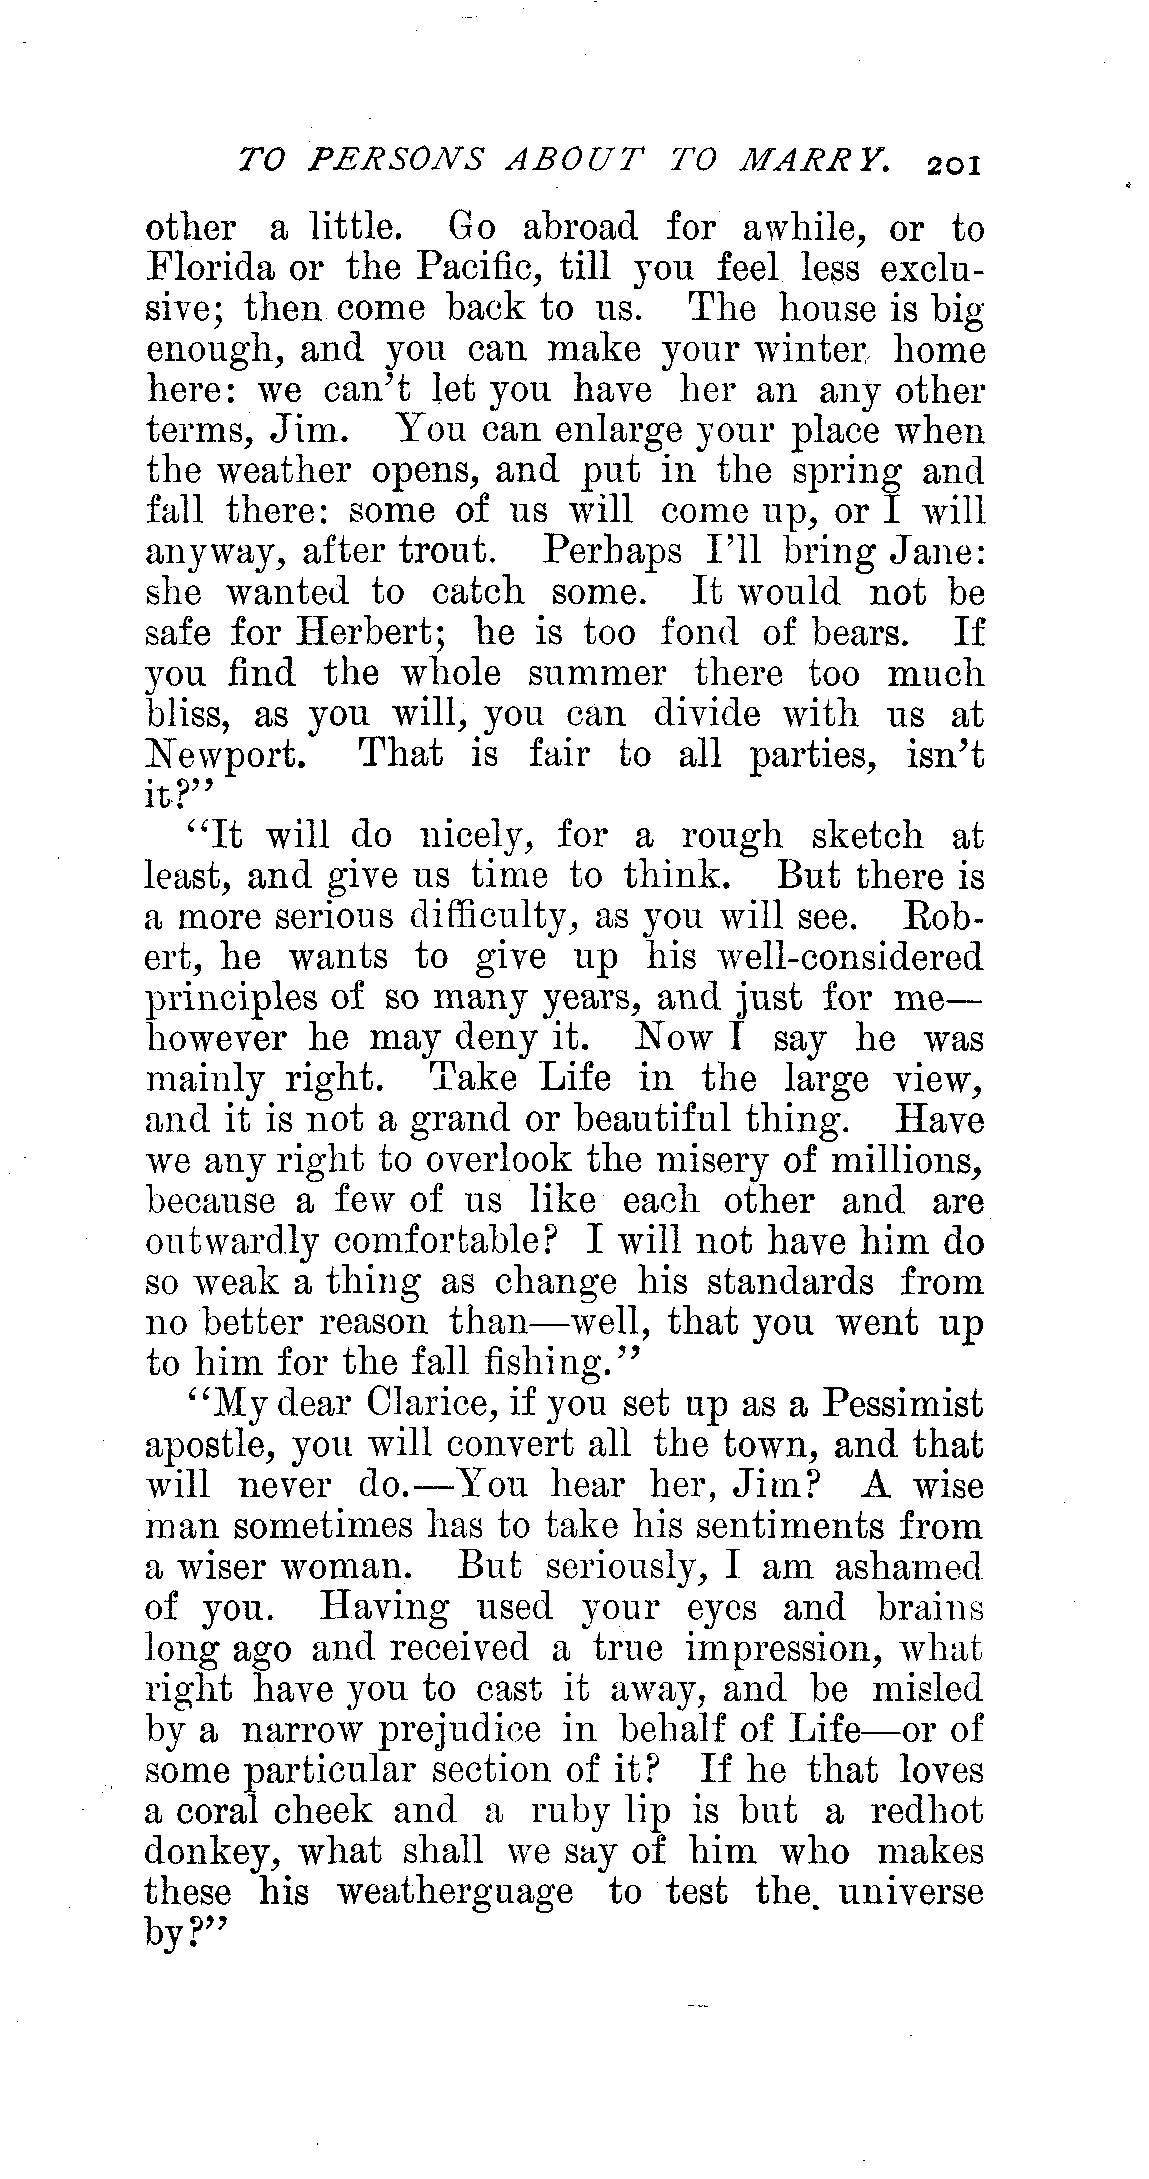 TO PERSONS ABOUT TO MARRY. 201
other a little. Go abroad for awhile, or to
Florida or the Pacific, till you feel less exclu-
sive; then come back to us. The house is big
enough, and you can make your winter home
here: we can't let you have her an any other
terms, Jim. You can enlarge your place when
the weather opens, and put in the spring and
fall there: some of us will come up, or I will
anyway, after trout. Perhaps I'll bring Jane:
she wanted to catch some. It would not be
safe for Herbert; he is too fond of bears. If
you find the whole summer there too much
bliss, as you will, you can divide with us at
Newport. That is fair to all parties, isn't
it?"
"It will do nicely, for a rough sketch at
least, and give us time to think. But there is
a more serious difficulty, as you will see. Rob-
ert, he wants to give up his well-considered
principles of so many years, and just for me—
however he may deny it. Now I say he was
mainly right. Take Life in the large view,
and it is not a grand or beautiful thing. Have
we any right to overlook the misery of millions,
because a few of us like each other and are
outwardly comfortable? I will not have him do
so weak a thing as change his standards from
no better reason than—well, that you went up
to him for the fall fishing."
"My dear Clarice, if you set up as a Pessimist
apostle, you will convert all the town, and that
will never do.—You hear her, Jim? A wise
man sometimes has to take his sentiments from
a wiser woman. But seriously, I am ashamed
of you. Having used your eyes and brains
long ago and received a true impression, what
right have you to cast it away, and be misled
by a narrow prejudice in behalf of Life—or of
some particular section of it? If he that loves
a coral cheek and a ruby lip is but a redhot
donkey, what shall we say of him who makes
these his weatherguage to test the universe
by?"